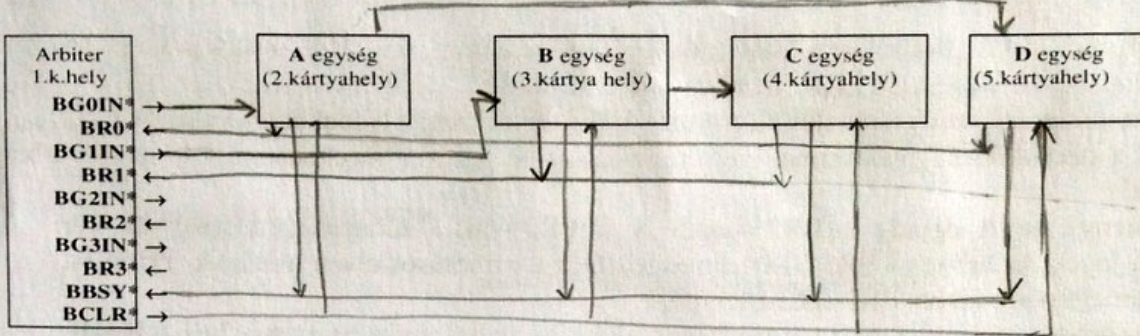 Arbiter
1.k.hely
BG0IN*
BR0*
BG1IN*
BR1*
BG2IN*
BR2*
BG3IN*
BR3*
BBSY*
BCLR*
A egység
(2.kártyahely)
B egység
(3.kártya hely)
C egység
(4.kártyahely)
D egység
(5.kártyahely)